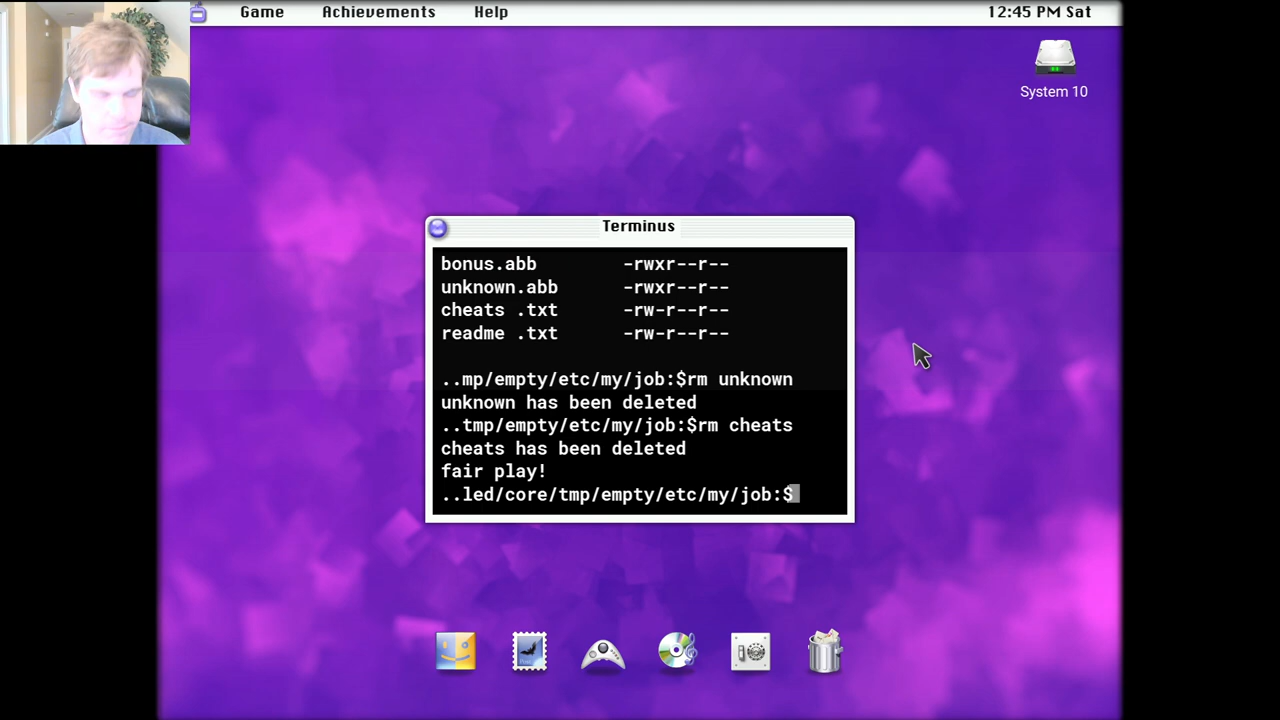 Game Achievements Help 12:45 PM Sat
System 10
Terminus
bonus.abb -rwxr--r--
unknown.abb -rwxr--r--
cheats .txt -rw-r--r--
readme .txt -rw-r--r--
..mp/empty/etc/my/job:$rm unknown
unknown has been deleted
..tmp/empty/etc/my/job:$rm cheats
cheats has been deleted
fair play!
..led/core/tmp/empty/etc/my/job:$